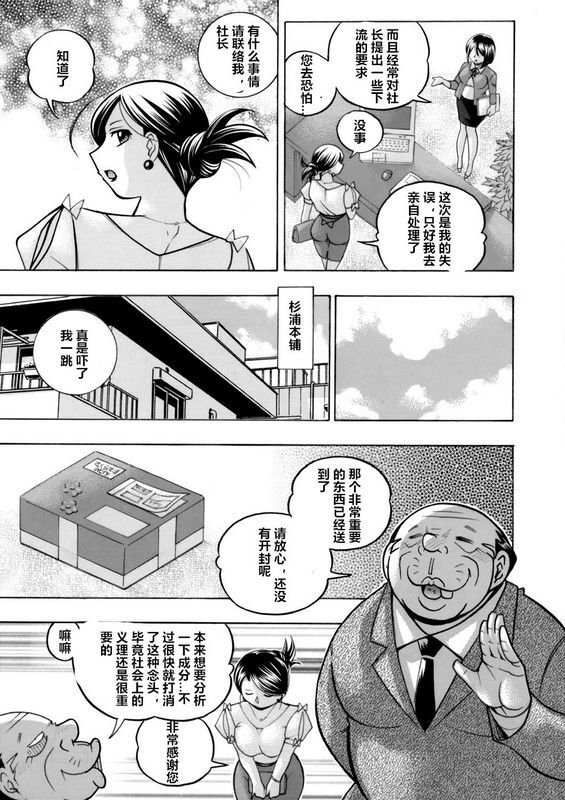 而且经常对社
长提出一些下
流的要求
您去恐怕…
没事
这次是我的失
误，只好我去
亲自处理了
有什么事情
请联络我，
社长
知道了
杉浦本铺
真是吓了
我一跳
那个非常重要
的东西已经送
到了
请放心，还没
有开封呢
本来想要分析
一下成分…不
过很快就打消
了这种念头，
毕竟社会上的
义理还是很重
要的
嘛嘛
非常感谢您